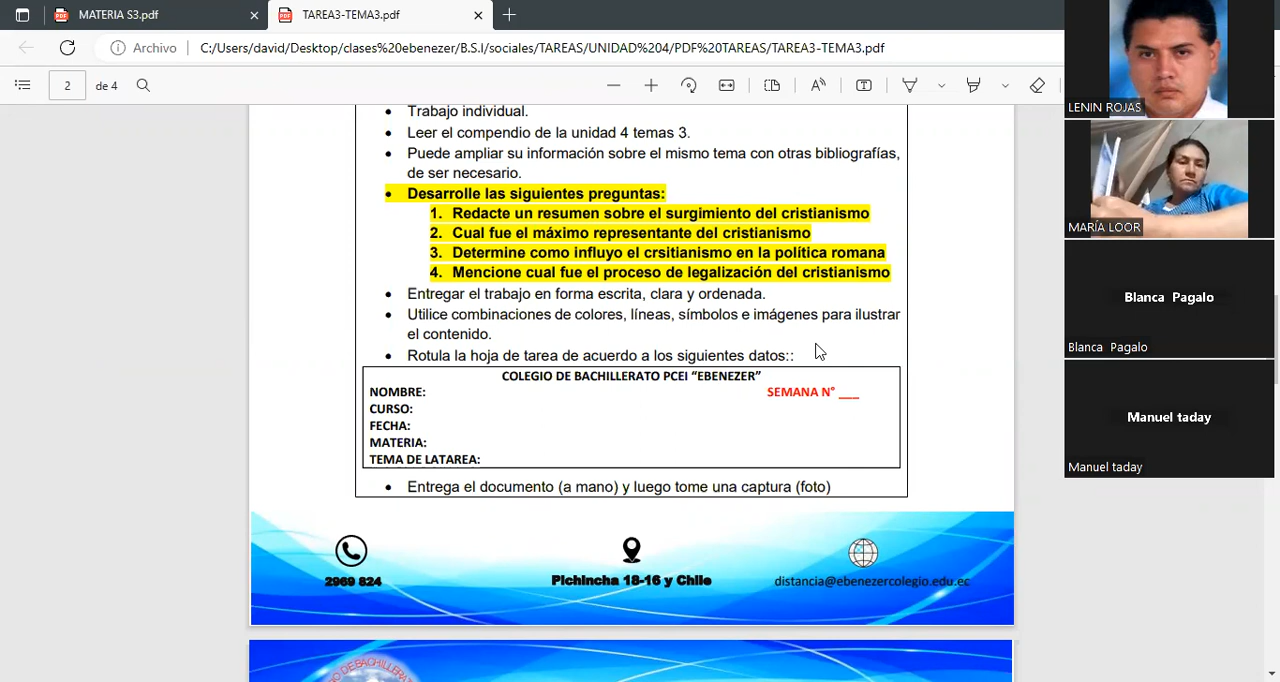 MATERIA S3.pdf
TAREA3-TEMA3.pdf
Archivo
C:/Users/david/Desktop/clases%20ebenezer/B.S.I/sociales/TAREAS/UNIDAD%204/PDF%20TAREAS/TAREA3-TEMA3.pdf
2 de 4
Trabajo individual.
Leer el compendio de la unidad 4 temas 3.
Puede ampliar su información sobre el mismo tema con otras bibliografías,
de ser necesario.
Desarrolle las siguientes preguntas:
1. Redacte un resumen sobre el surgimiento del cristianismo
2. Cual fue el máximo representante del cristianismo
3. Determine como influyo el crsitianismo en la política romana
4. Mencione cual fue el proceso de legalización del cristianismo
Entregar el trabajo en forma escrita, clara y ordenada.
Utilice combinaciones de colores, líneas, símbolos e imágenes para ilustrar
el contenido.
Rotula la hoja de tarea de acuerdo a los siguientes datos::
COLEGIO DE BACHILLERATO PCEI “EBENEZER”
NOMBRE: SEMANA N° ___
CURSO:
FECHA:
MATERIA:
TEMA DE LATAREA:
Entrega el documento (a mano) y luego tome una captura (foto)
2969 824
Pichincha 18-16 y Chile
distancia@ebenezercolegio.edu.ec
LENIN ROJAS
MARÍA LOOR
Blanca Pagalo
Blanca Pagalo
Manuel taday
Manuel taday